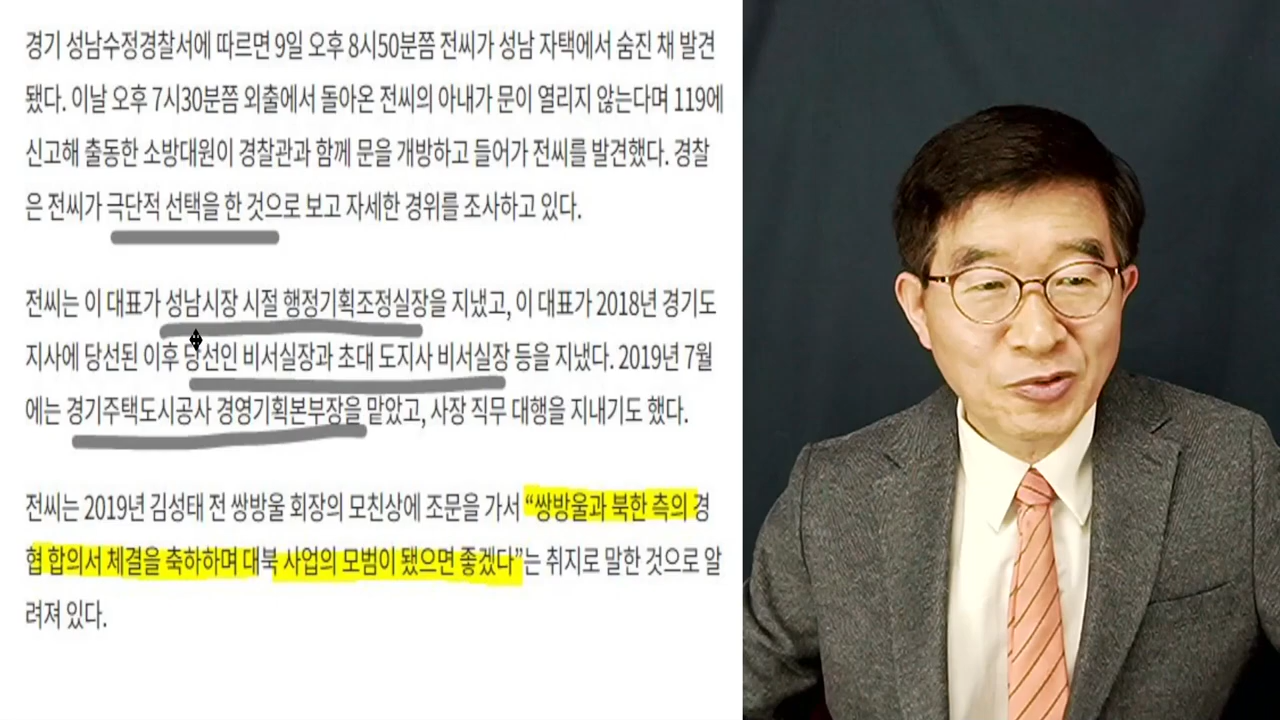 경기 성남수정경찰서에 따르면 9일 오후 8시50분쯤 전씨가 성남 자택에서 숨진 채 발견
됐다. 이날 오후 7시30분쯤 외출에서 돌아온 전씨의 아내가 문이 열리지 않는다며 119에
신고해 출동한 소방대원이 경찰관과 함께 문을 개방하고 들어가 전씨를 발견했다. 경찰
은 전씨가 극단적 선택을 한 것으로 보고 자세한 경위를 조사하고 있다.
전씨는 이 대표가 성남시장 시절 행정기획조정실장을 지냈고, 이 대표가 2018년 경기도
지사에 당선된 이후 당선인 비서실장과 초대 도지사 비서실장 등을 지냈다. 2019년 7월
에는 경기주택도시공사 경영기획본부장을 맡았고, 사장 직무 대행을 지내기도 했다.
전씨는 2019년 김성태 전 쌍방울 회장의 모친상에 조문을 가서 “쌍방울과 북한 측의 경
협 합의서 체결을 축하하며 대북 사업의 모범이 됐으면 좋겠다”는 취지로 말한 것으로 알
려져 있다.